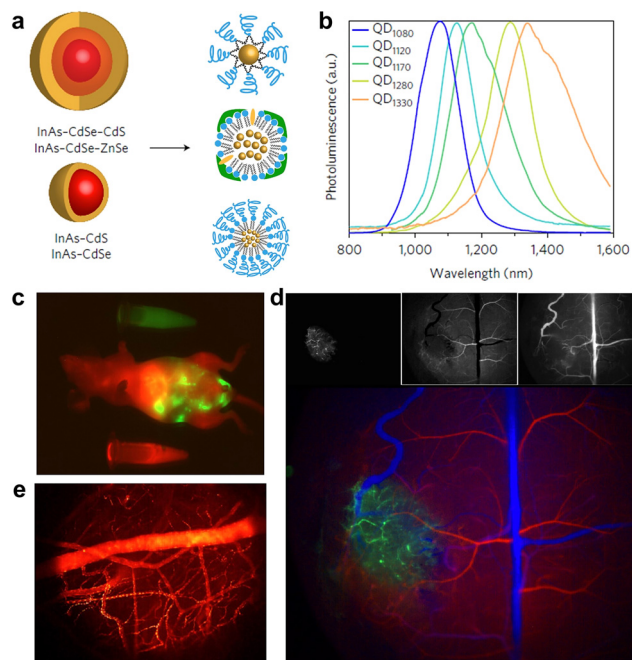 a
InAs-CdSe-CdS
InAs-CdSe-ZnSe
InAs-CdS
InAs-CdSe
b
Photoluminescence (a.u.)
QD1080
QD1120
QD1170
QD1280
QD1330
800
1,000
1,200
1,400
1,600
Wavelength (nm)
c
d
e